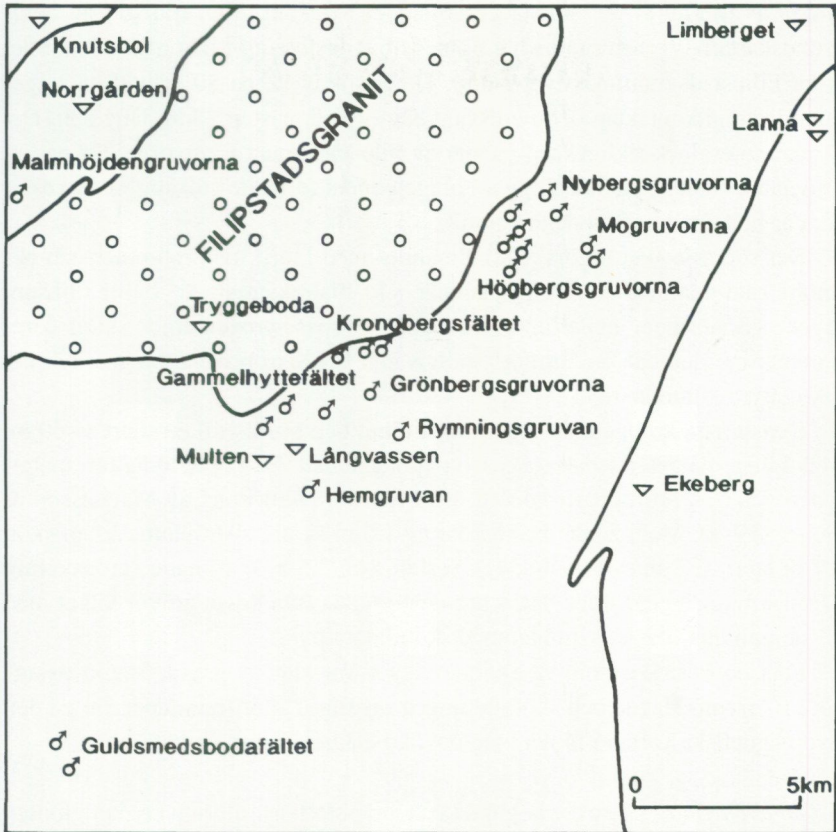 Limberget
Knutsbol
Norrgården
Lanna
Malmhöjdengruvorna
FILIPSTADSGRANIT
Nybergsgruvorna
Mogruvorna
Högbergsgruvorna
Tryggeboda
Kronobergsfältet
Gammelhyttefältet
Grönbergsgruvorna
Rymningsgruvan
Multen
Långvassen
Ekeberg
Hemgruvan
Guldsmedsbodafältet
0 5km